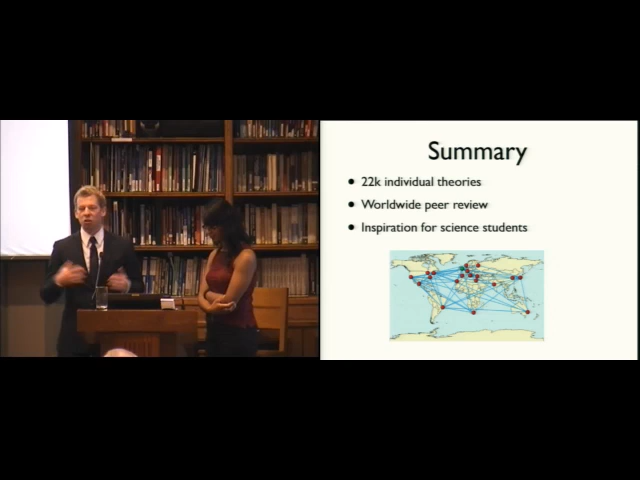 Summary
• 22k individual theories
• Worldwide peer review
• Inspiration for science students